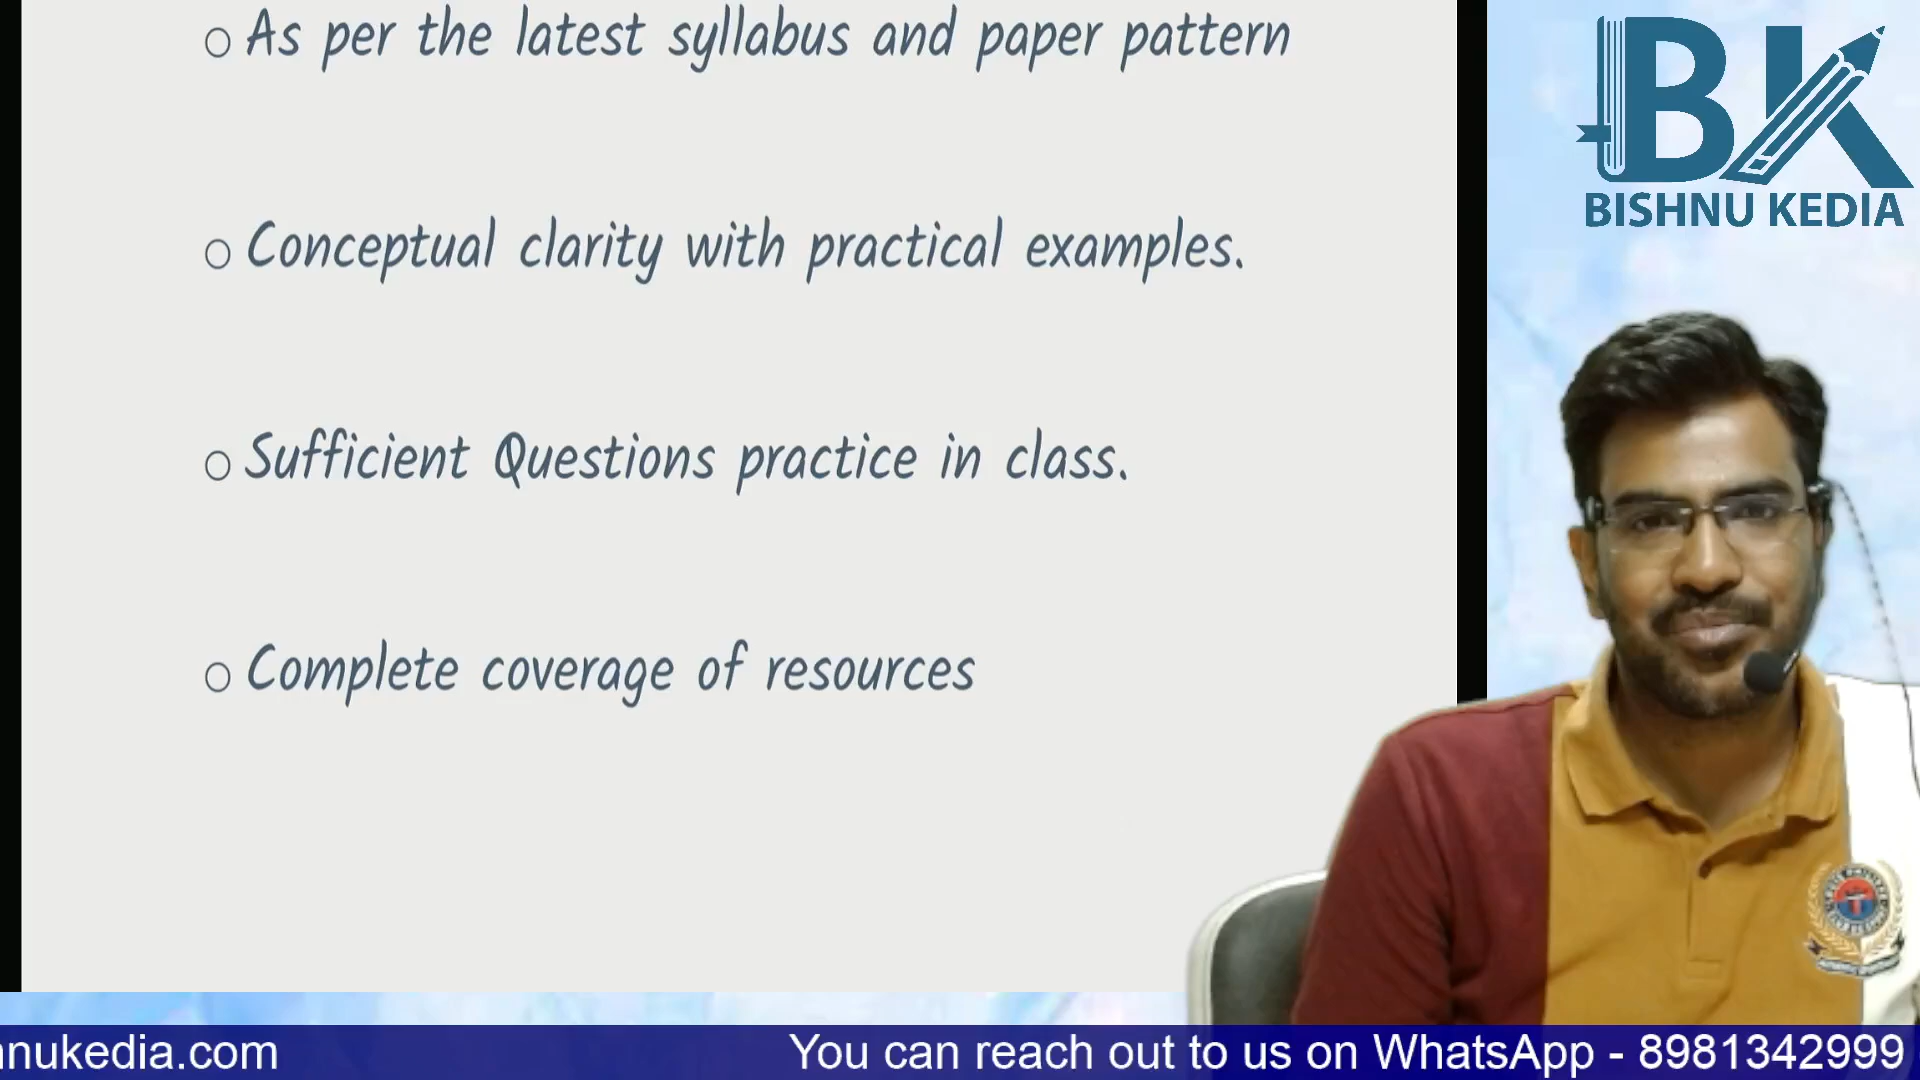 As per the latest syllabus and paper pattern
BK
BISHNU KEDIA
Conceptual clarity with practical examples.
Sufficient Questions practice in class.
Complete coverage of resources
nukedia.com
You can reach out to us on WhatsApp - 8981342999